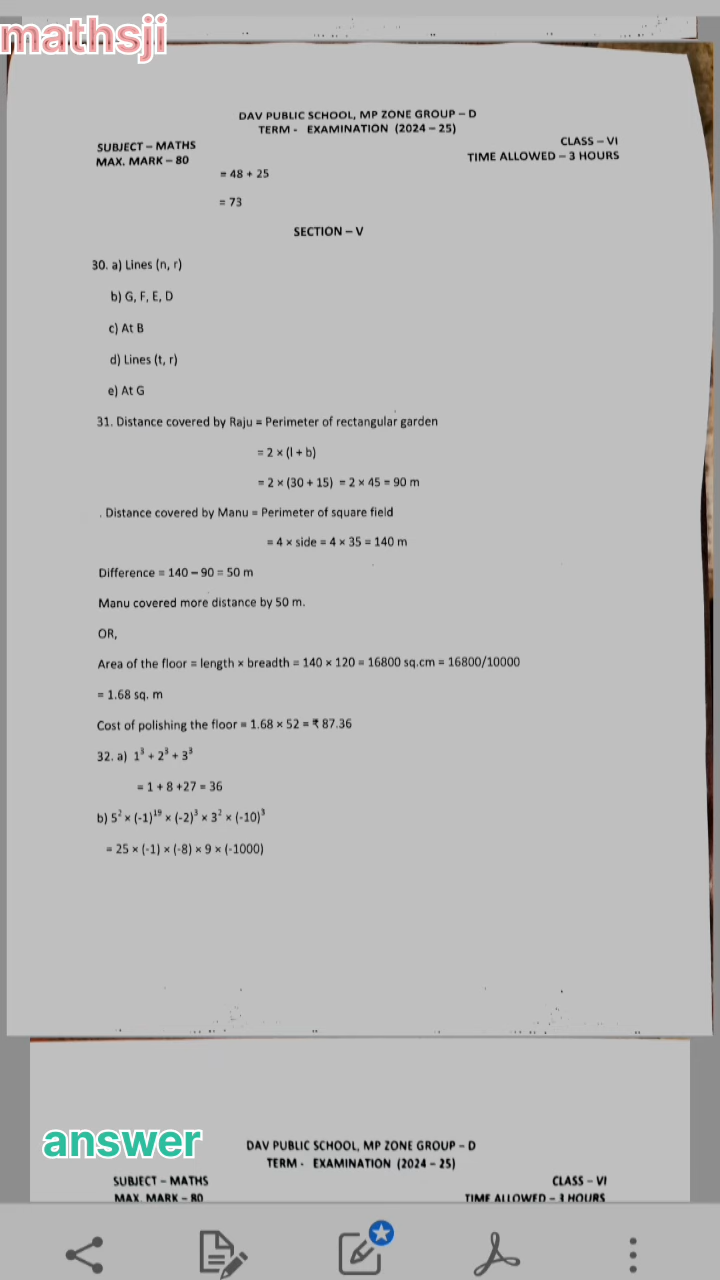 mathsji
DAV PUBLIC SCHOOL, MP ZONE GROUP – D
TERM - EXAMINATION (2024 – 25)
SUBJECT – MATHS
CLASS – VI
MAX. MARK – 80
TIME ALLOWED – 3 HOURS
= 48 + 25
= 73
SECTION – V
30. a) Lines (n, r)
b) G, F, E, D
c) At B
d) Lines (t, r)
e) At G
31. Distance covered by Raju = Perimeter of rectangular garden
= 2 × (l + b)
= 2 × (30 + 15) = 2 × 45 = 90 m
. Distance covered by Manu = Perimeter of square field
= 4 × side = 4 × 35 = 140 m
Difference = 140 – 90 = 50 m
Manu covered more distance by 50 m.
OR,
Area of the floor = length × breadth = 140 × 120 = 16800 sq.cm = 16800/10000
= 1.68 sq. m
Cost of polishing the floor = 1.68 × 52 = ₹ 87.36
32. a) 1³ + 2³ + 3³
= 1 + 8 +27 = 36
b) 5² × (-1)¹⁹ × (-2)³ × 3² × (-10)³
= 25 × (-1) × (-8) × 9 × (-1000)
answer
DAV PUBLIC SCHOOL, MP ZONE GROUP – D
TERM - EXAMINATION (2024 – 25)
SUBJECT – MATHS
CLASS – VI
MAX. MARK – 80
TIME ALLOWED – 3 HOURS